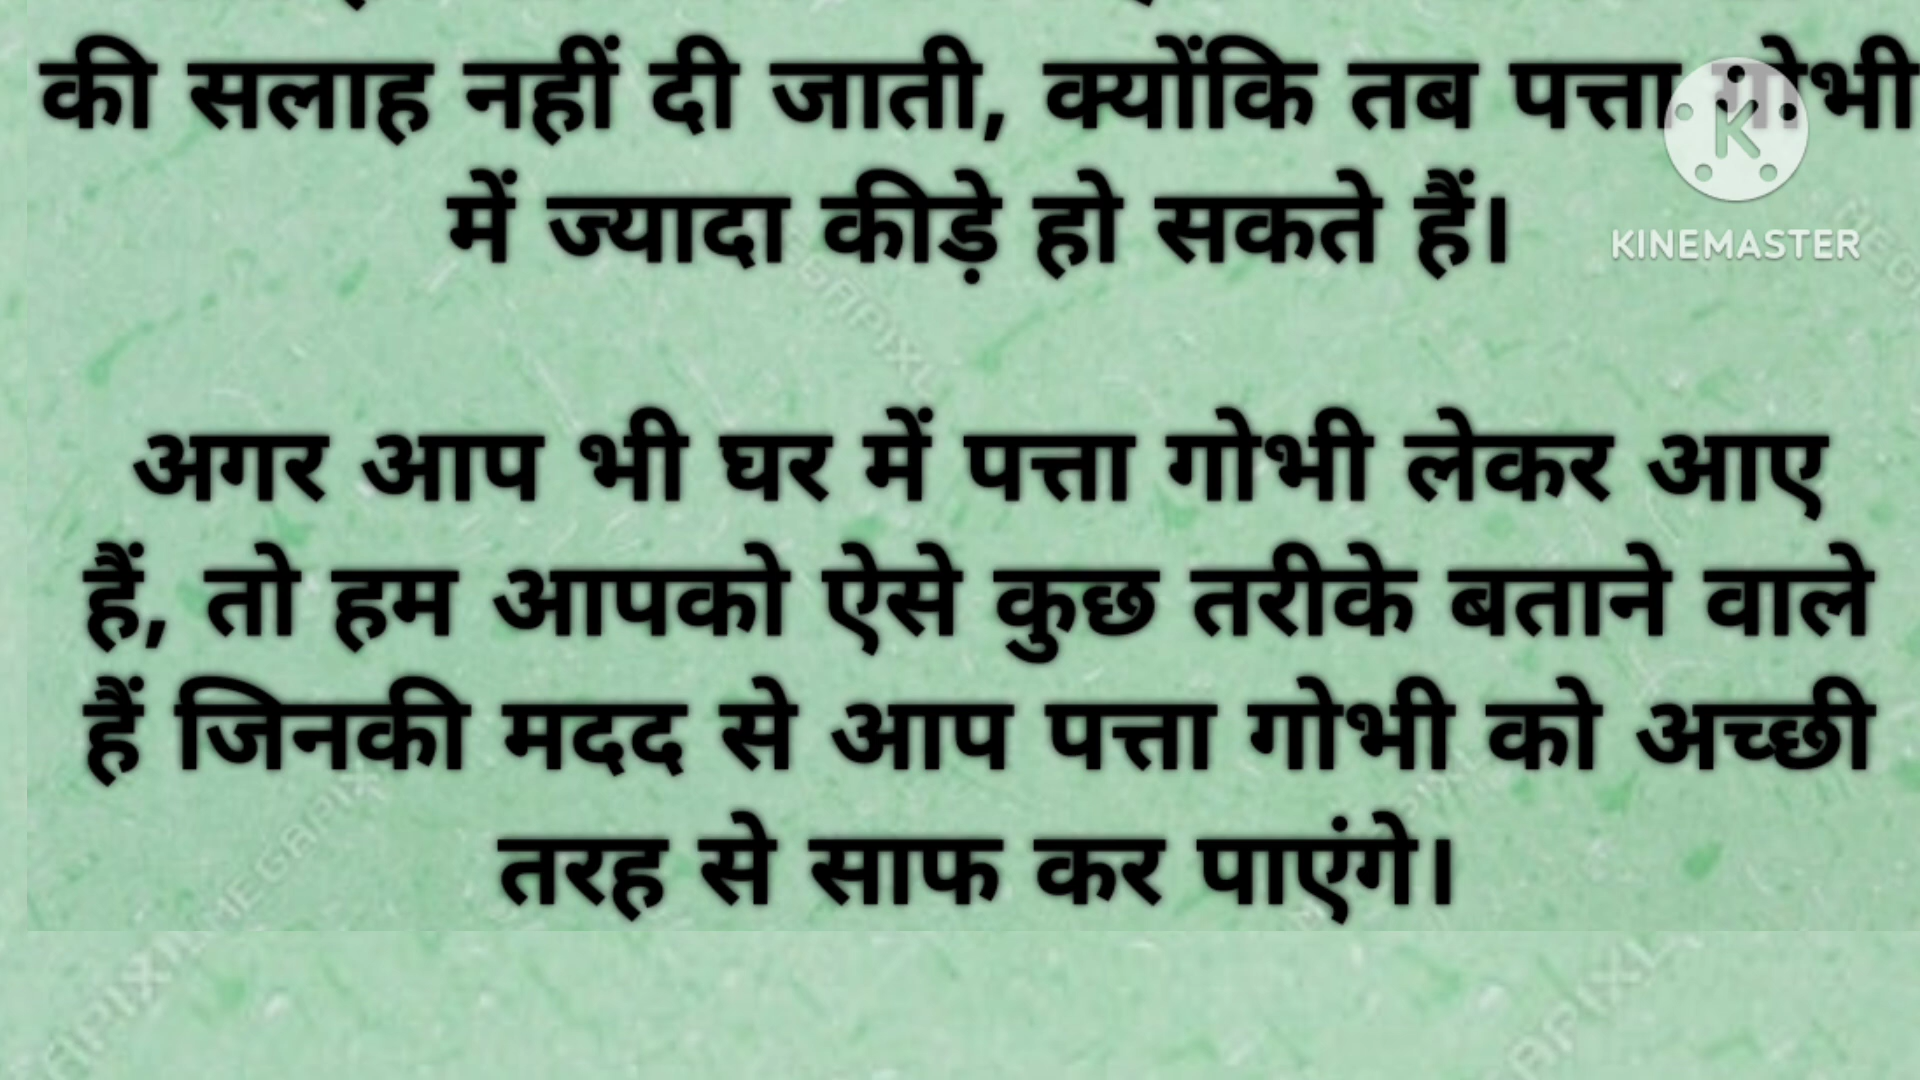 की सलाह नहीं दी जाती, क्योंकि तब पत्ता गोभी
में ज्यादा कीड़े हो सकते हैं।
KINEMASTER
अगर आप भी घर में पत्ता गोभी लेकर आए
हैं, तो हम आपको ऐसे कुछ तरीके बताने वाले
हैं जिनकी मदद से आप पत्ता गोभी को अच्छी
तरह से साफ कर पाएंगे।